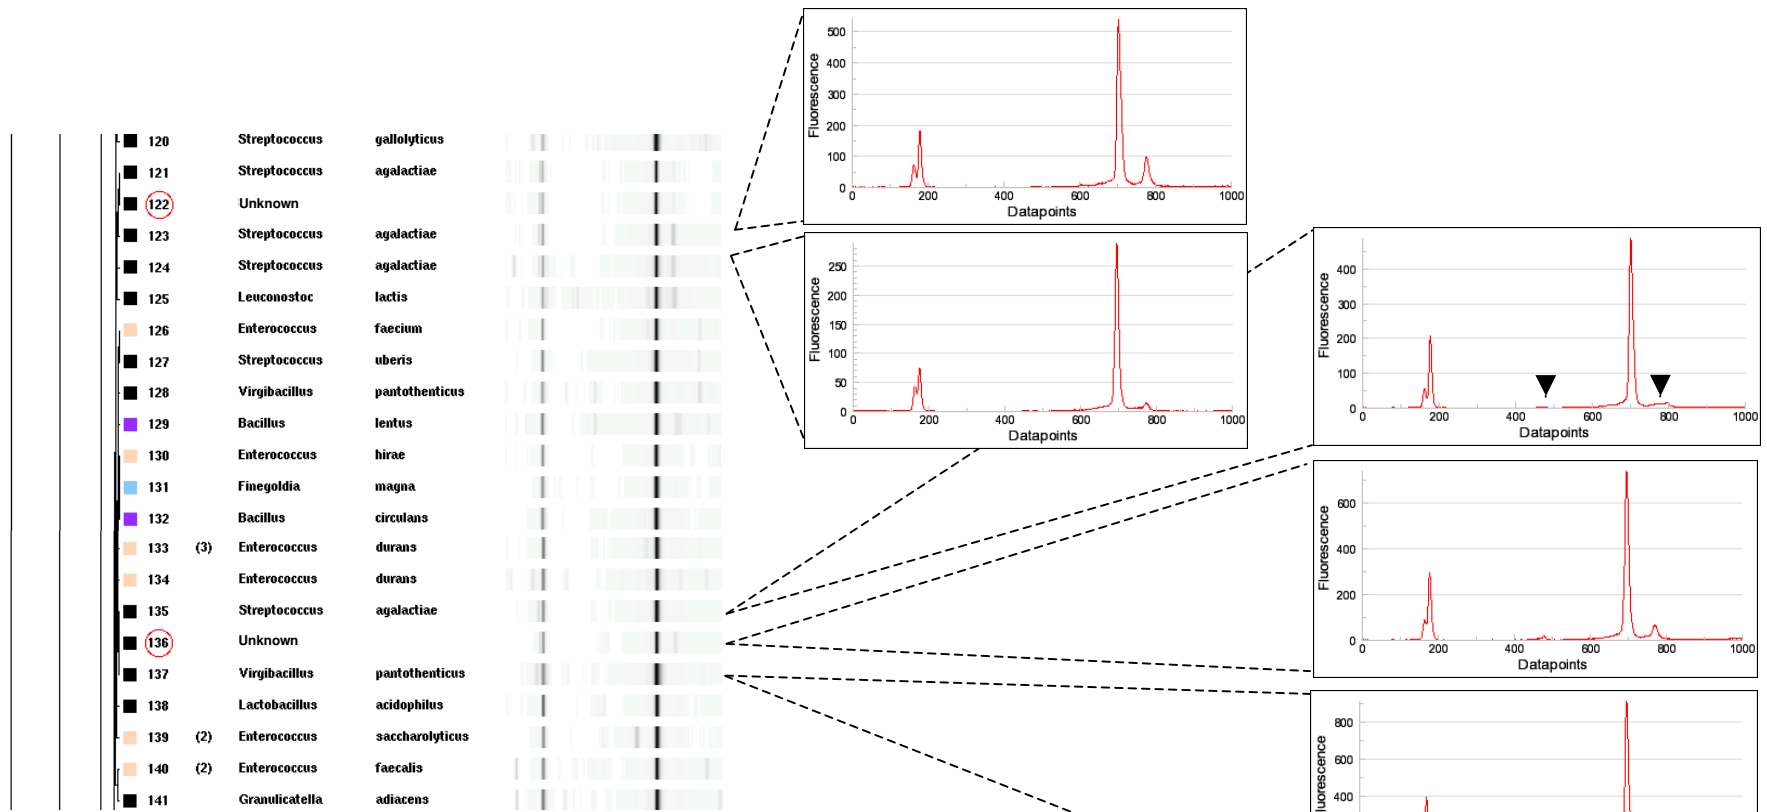 120 Streptococcus gallolyticus
121 Streptococcus agalactiae
122 Unknown
123 Streptococcus agalactiae
124 Streptococcus agalactiae
125 Leuconostoc lactis
126 Enterococcus faecium
127 Streptococcus uberis
128 Virgibacillus pantothenticus
129 Bacillus lentus
130 Enterococcus hirae
131 Finegoldia magna
132 Bacillus circulans
133 (3) Enterococcus durans
134 Enterococcus durans
135 Streptococcus agalactiae
136 Unknown
137 Virgibacillus pantothenticus
138 Lactobacillus acidophilus
139 (2) Enterococcus saccharolyticus
140 (2) Enterococcus faecalis
141 Granulicatella adiacens
Fluorescence
500
400
300
200
100
0
0 200 400 600 800 1000
Datapoints
Fluorescence
250
200
150
100
50
0
0 200 400 600 800 1000
Datapoints
Fluorescence
400
300
200
100
0
0 200 400 600 800 1000
Datapoints
Fluorescence
600
400
200
0
0 200 400 600 800 1000
Datapoints
uorescence
800
600
400